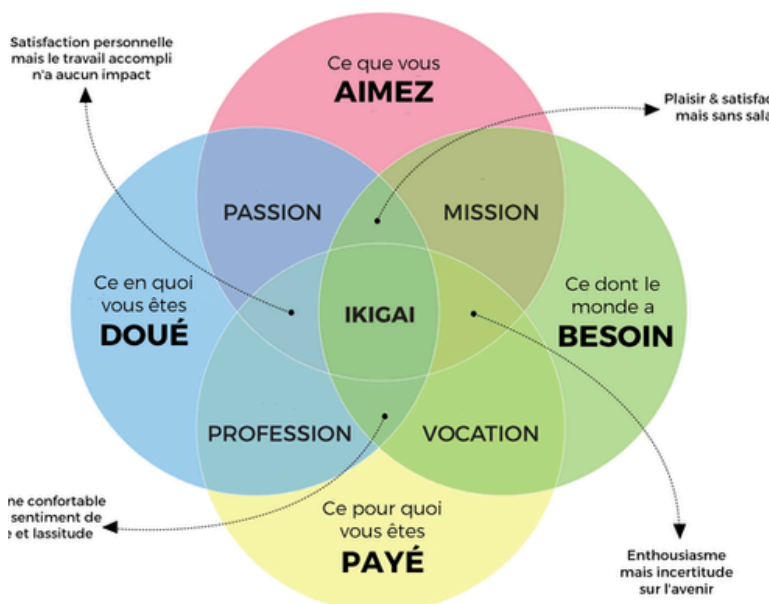 Satisfaction personnelle
mais le travail accompli
n'a aucun impact
Ce que vous
AIMEZ
Plaisir & satisfac
mais sans sala
PASSION
MISSION
Ce en quoi
vous êtes
DOUÉ
IKIGAI
Ce dont le
monde a
BESOIN
PROFESSION
VOCATION
ne confortable
sentiment de
e et lassitude
Ce pour quoi
vous êtes
PAYÉ
Enthousiasme
mais incertitude
sur l'avenir